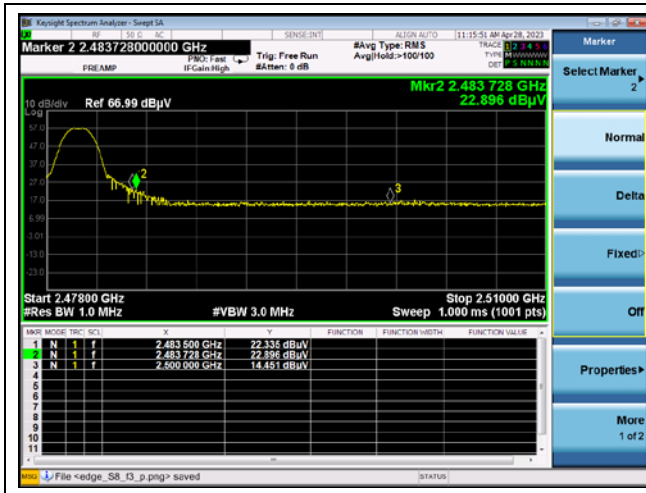 Keysight Spectrum Analyzer - Swept SA
RF 50 Ω AC SENSE:INT ALIGN AUTO 11:15:51 AM Apr 28, 2023
Marker 2 2.483728000000 GHz
PREAMP
PNO: Fast
IFGain:High
Trig: Free Run
#Atten: 0 dB
#Avg Type: RMS
Avg|Hold:>100/100
TRACE 1 2 3 4 5 6
TYPE M W W W W W
DET P S N N N N
Marker
Select Marker
2
Normal
Delta
Fixed
Off
Properties
More
1 of 2
Mkr2 2.483 728 GHz
22.896 dBµV
10 dB/div Ref 66.99 dBµV
Log
57.0
47.0
37.0
27.0
17.0
6.99
-3.01
-13.0
-23.0
2
3
Start 2.47800 GHz
Stop 2.51000 GHz
#Res BW 1.0 MHz
#VBW 3.0 MHz
Sweep 1.000 ms (1001 pts)
MKR MODE TRC SCL X Y FUNCTION FUNCTION WIDTH FUNCTION VALUE
1 N 1 f 2.483 500 GHz 22.335 dBµV
2 N 1 f 2.483 728 GHz 22.896 dBµV
3 N 1 f 2.500 000 GHz 14.451 dBµV
4
5
6
7
8
9
10
11
MSG File <edge_S8_f3_p.png> saved
STATUS